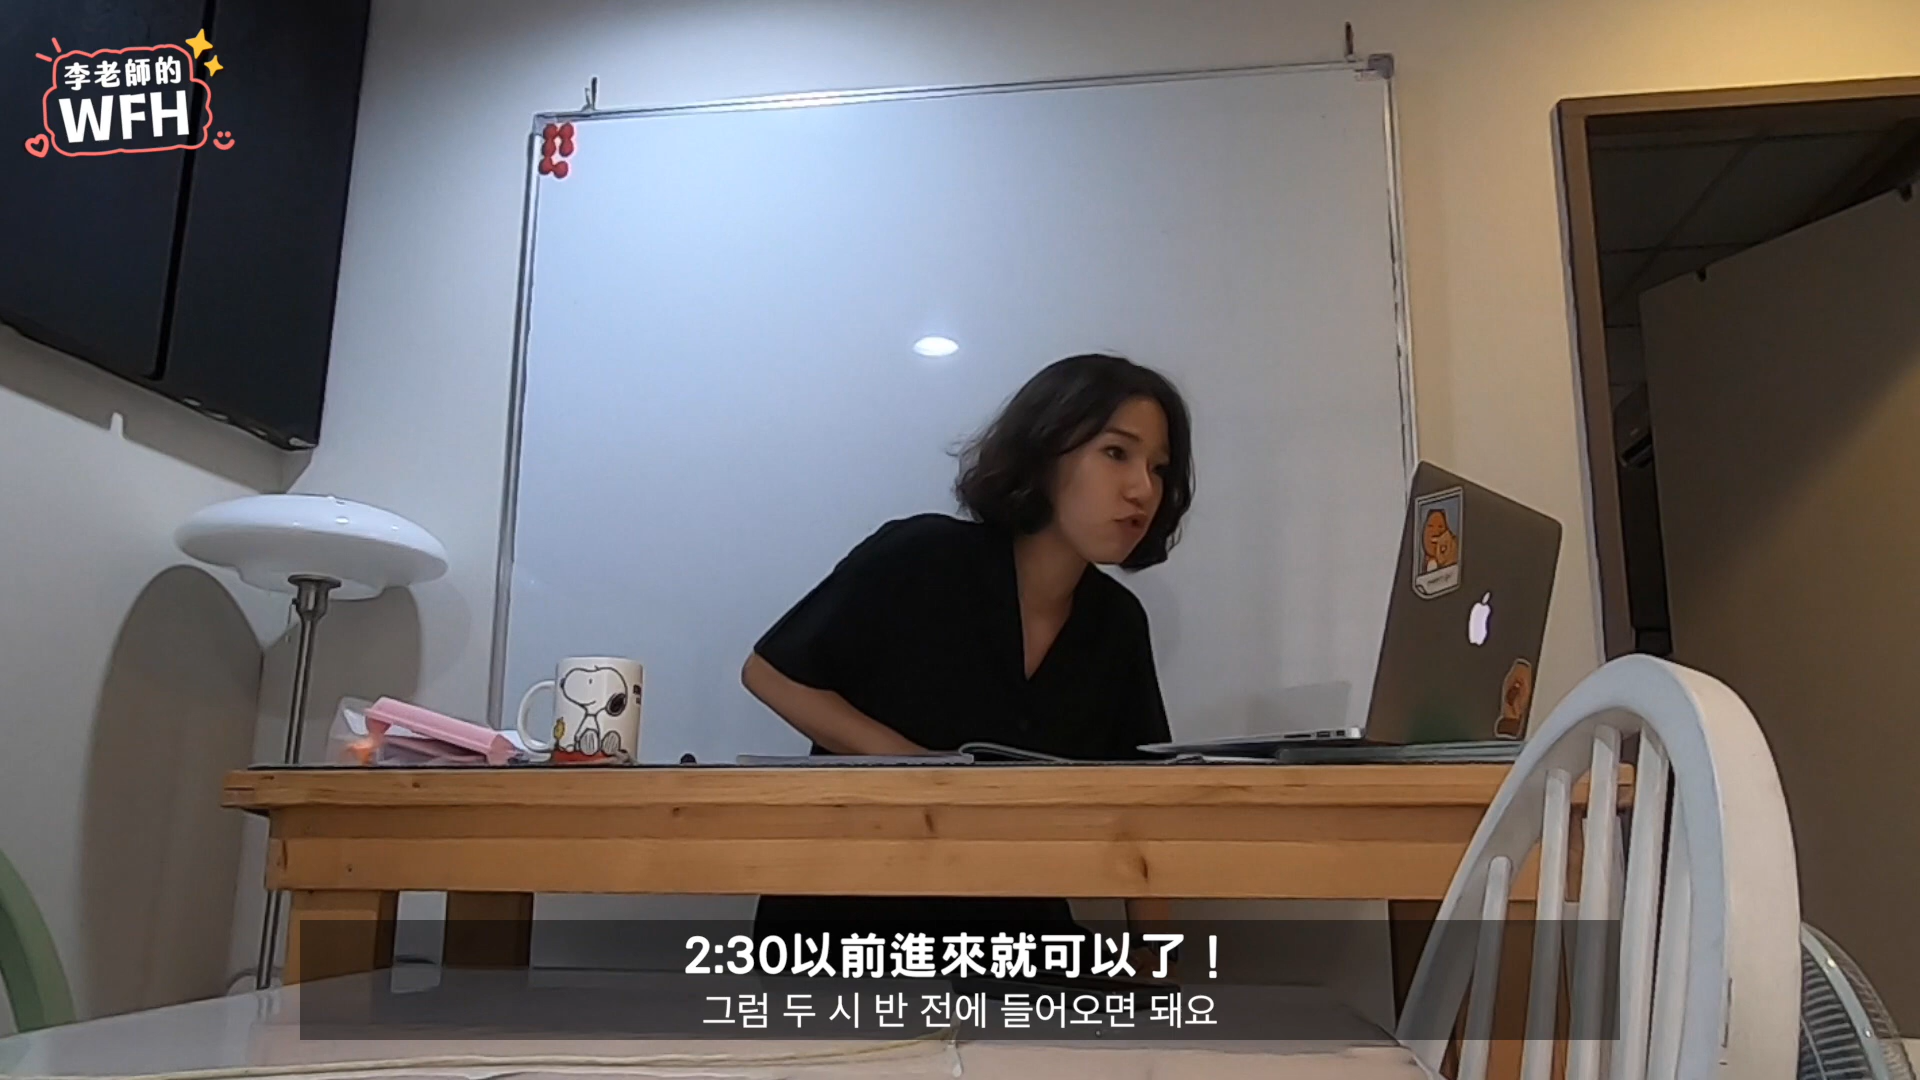 李老師的
WFH
2:30以前進來就可以了！
그럼 두 시 반 전에 들어오면 돼요